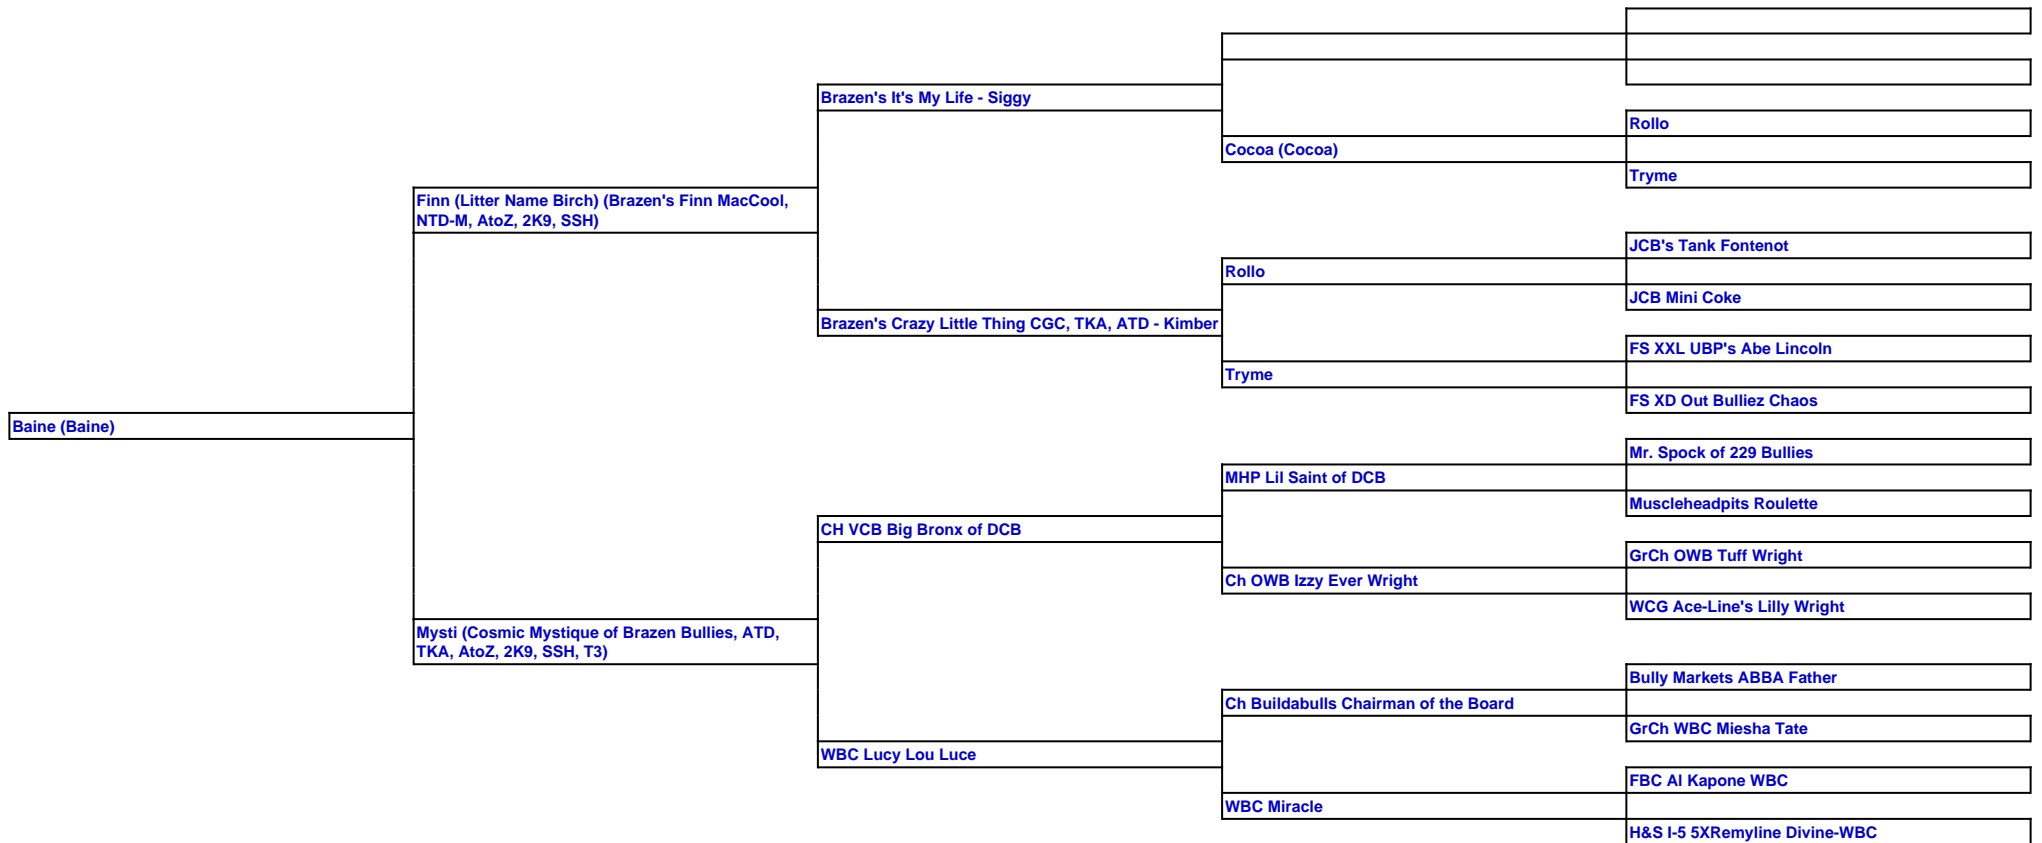 Rollo
Brazen's It's My Life - Siggy
Cocoa (Cocoa)
Tryme
Finn (Litter Name Birch) (Brazen's Finn MacCool,
NTD-M, AtoZ, 2K9, SSH)
JCB's Tank Fontenot
Rollo
JCB Mini Coke
Brazen's Crazy Little Thing CGC, TKA, ATD - Kimber
FS XXL UBP's Abe Lincoln
Tryme
FS XD Out Bulliez Chaos
Baine (Baine)
Mr. Spock of 229 Bullies
MHP Lil Saint of DCB
Muscleheadpits Roulette
CH VCB Big Bronx of DCB
GrCh OWB Tuff Wright
Ch OWB Izzy Ever Wright
WCG Ace-Line's Lilly Wright
Mysti (Cosmic Mystique of Brazen Bullies, ATD,
TKA, AtoZ, 2K9, SSH, T3)
Bully Markets ABBA Father
Ch Buildabulls Chairman of the Board
GrCh WBC Miesha Tate
WBC Lucy Lou Luce
FBC Al Kapone WBC
WBC Miracle
H&S I-5 5XRemyline Divine-WBC